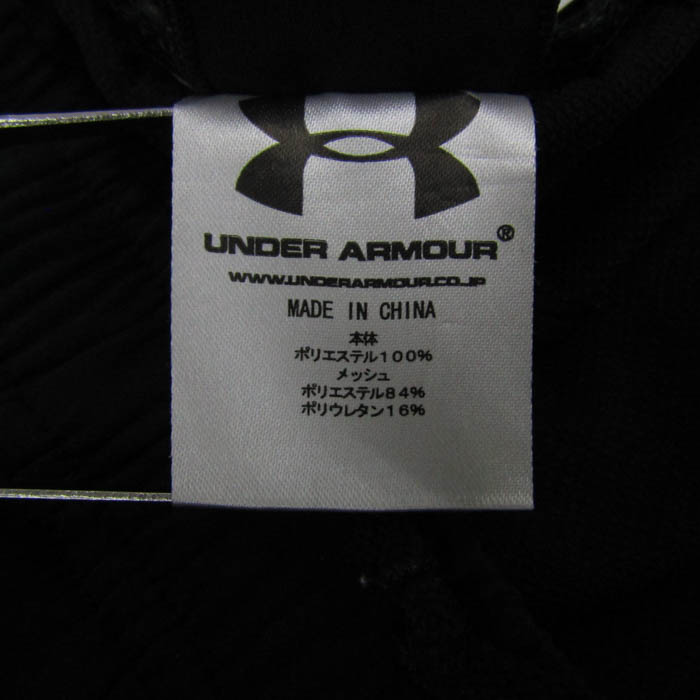 UNDER ARMOUR®
WWW.UNDERARMOUR.CO.JP
MADE IN CHINA
本体
ポリエステル100%
メッシュ
ポリエステル84%
ポリウレタン16%